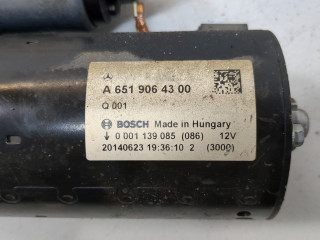 A 651 906 43 00
Q 001
BOSCH Made in Hungary
↓ 0 001 139 085 (086) 12V
20140623 19:36:10 2 (3000)